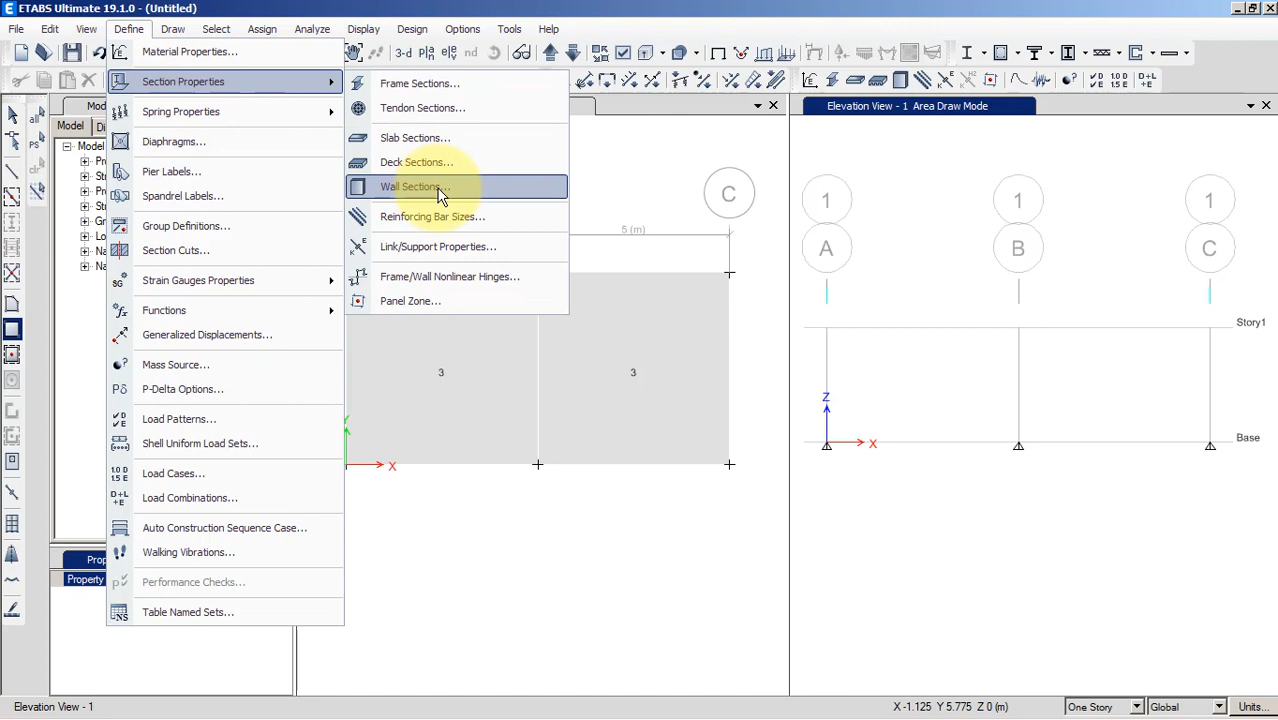 ETABS Ultimate 19.1.0 - (Untitled)
File Edit View Define Draw Select Assign Analyze Display Design Options Tools Help
3-d
Material Properties...
Section Properties
Spring Properties
Diaphragms...
Pier Labels...
Spandrel Labels...
Group Definitions...
Section Cuts...
Strain Gauges Properties
Functions
Generalized Displacements...
Mass Source...
P-Delta Options...
Load Patterns...
Shell Uniform Load Sets...
Load Cases...
Load Combinations...
Auto Construction Sequence Case...
Walking Vibrations...
Performance Checks...
Table Named Sets...
Frame Sections...
Tendon Sections...
Slab Sections...
Deck Sections...
Wall Sections...
Reinforcing Bar Sizes...
Link/Support Properties...
Frame/Wall Nonlinear Hinges...
Panel Zone...
Model
Model
C
5 (m)
3 3
Y
X
Elevation View - 1 Area Draw Mode
1 1 1
A B C
Story1
Z
Base
X
Property
Elevation View - 1
X -1.125 Y 5.775 Z 0 (m)
One Story
Global
Units...